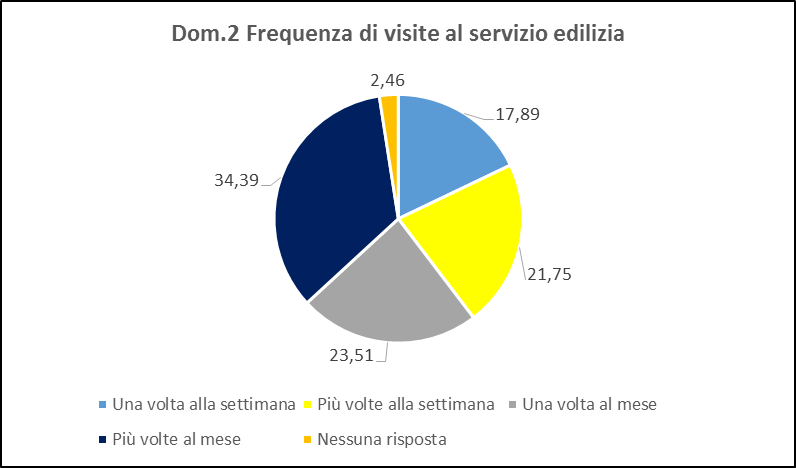 Dom.2 Frequenza di visite al servizio edilizia
2,46
17,89
34,39
21,75
23,51
Una volta alla settimana
Più volte alla settimana
Una volta al mese
Più volte al mese
Nessuna risposta